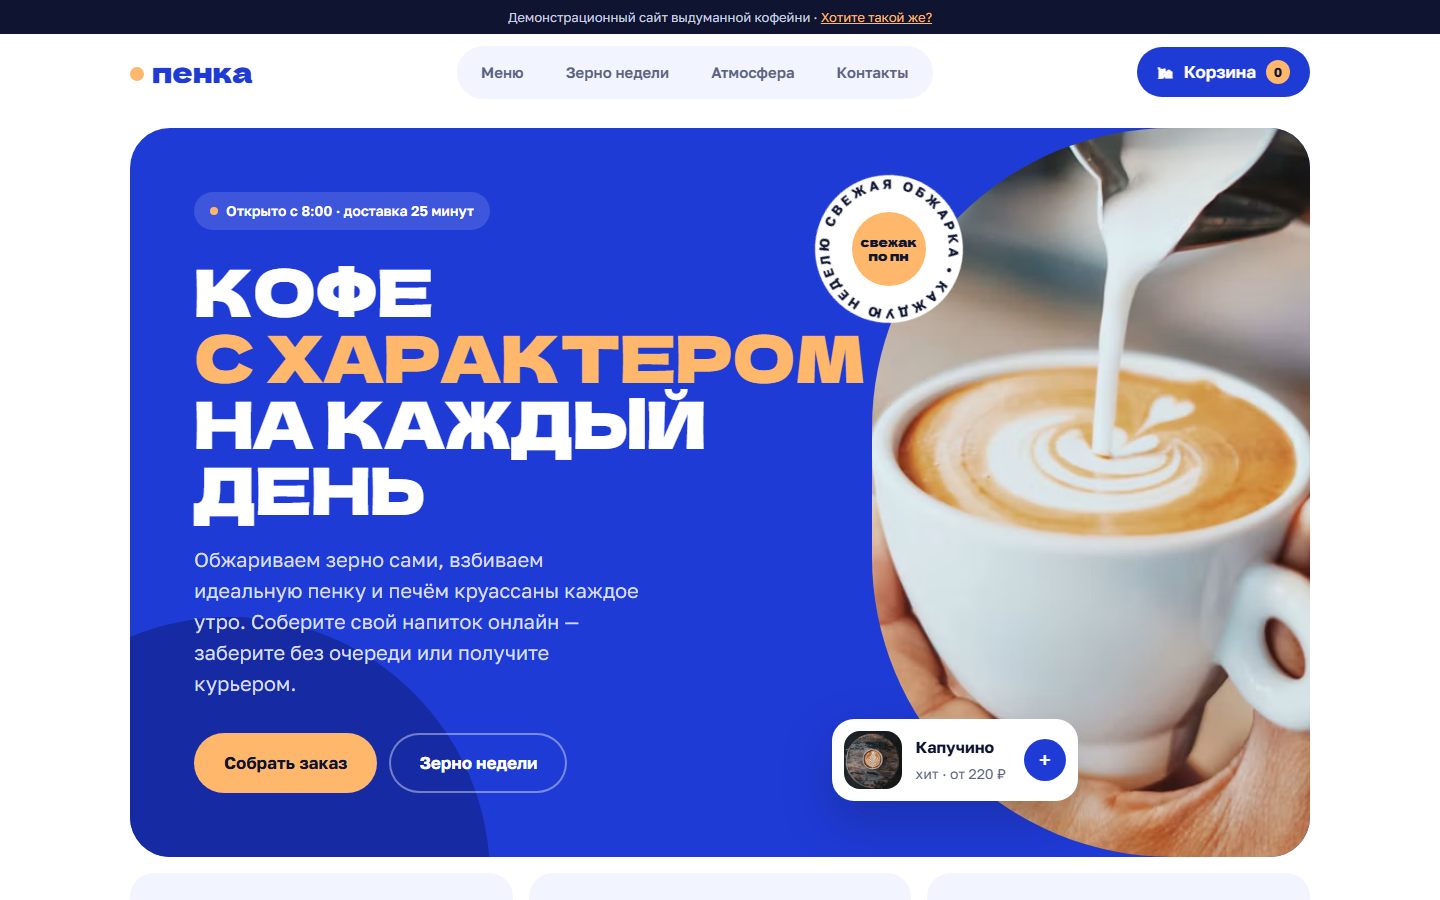 Демонстрационный сайт выдуманной кофейни · Хотите такой же?
пенка
Меню
Зерно недели
Атмосфера
Контакты
Корзина
0
Открыто с 8:00 · доставка 25 минут
КОФЕ
С ХАРАКТЕРОМ
НА КАЖДЫЙ
ДЕНЬ
СВЕЖАЯ ОБЖАРКА • КАЖДУЮ НЕДЕЛЮ
свежак
по пн
Обжариваем зерно сами, взбиваем
идеальную пенку и печём круассаны каждое
утро. Соберите свой напиток онлайн —
заберите без очереди или получите
курьером.
Собрать заказ
Зерно недели
Капучино
хит · от 220 ₽
+